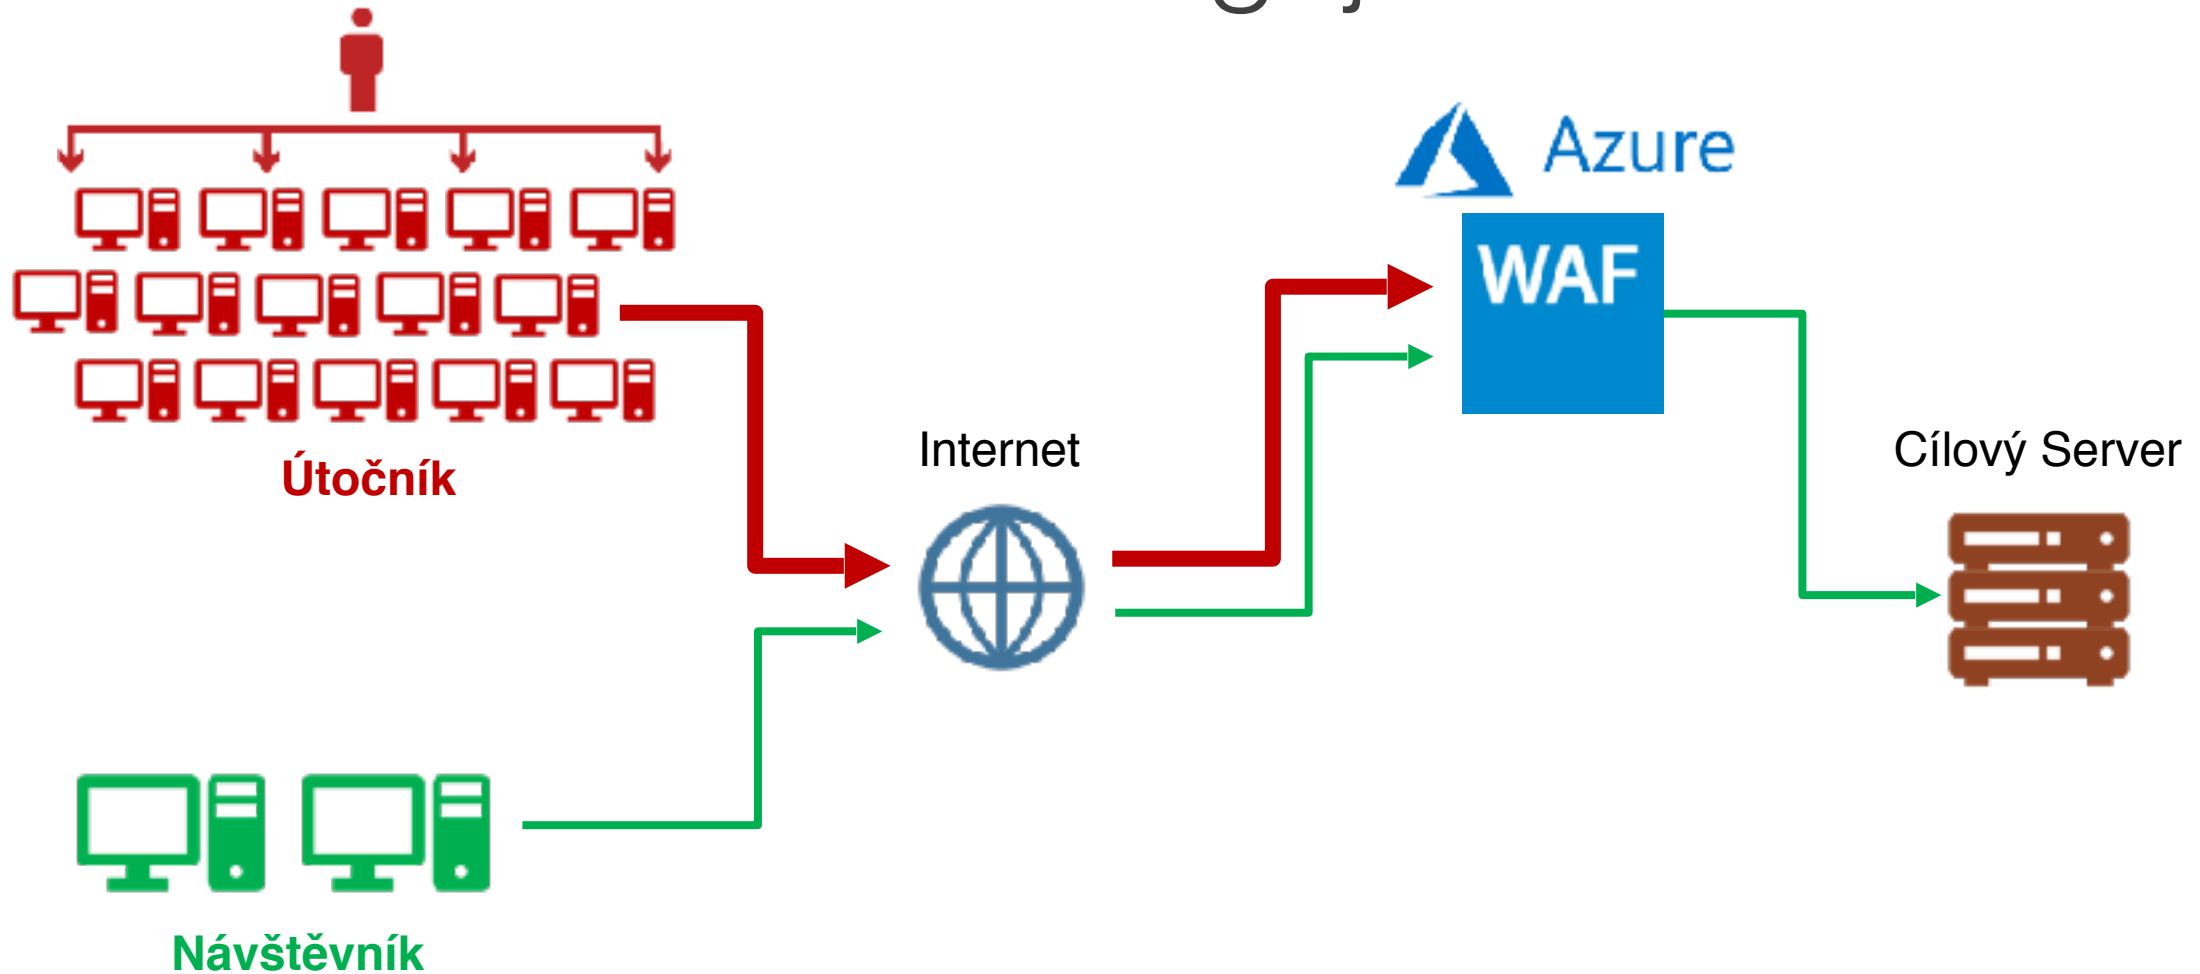 Azure
WAF
Internet
Cílový Server
Útočník
Návštěvník